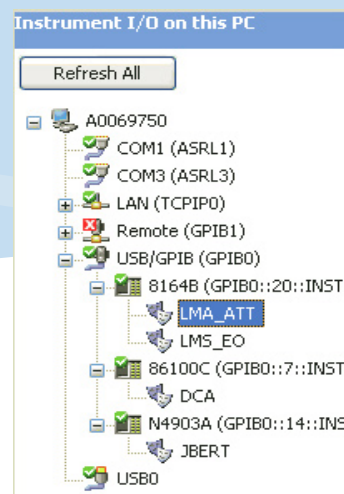 Instrument I/O on this PC
Refresh All
A0069750
COM1 (ASRL1)
COM3 (ASRL3)
LAN (TCPIP0)
Remote (GPIB1)
USB/GPIB (GPIB0)
8164B (GPIB0::20::INST
LMA_ATT
LMS_EO
86100C (GPIB0::7::INST
DCA
N4903A (GPIB0::14::INS
JBERT
USB0